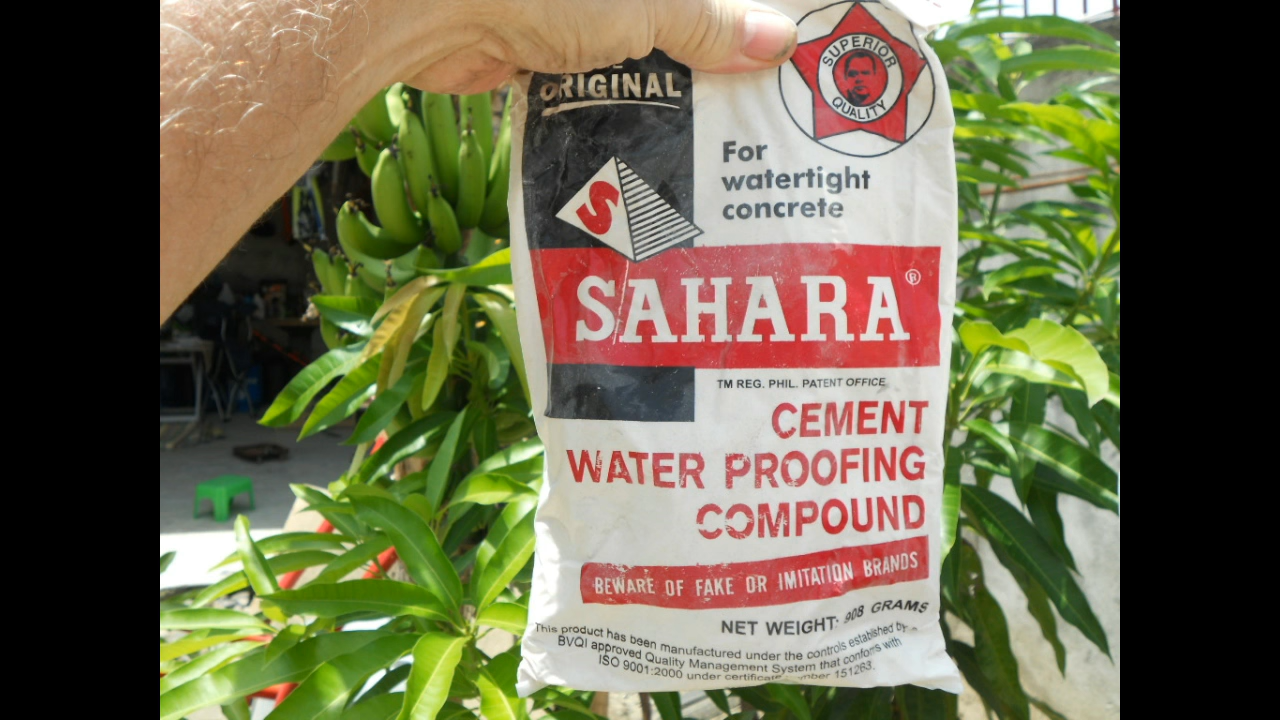 ORIGINAL
SUPERIOR
QUALITY
For
watertight
concrete
S
SAHARA®
TM REG. PHIL. PATENT OFFICE
CEMENT
WATER PROOFING
COMPOUND
BEWARE OF FAKE OR IMITATION BRANDS
NET WEIGHT: 908 GRAMS
This product has been manufactured under the controls established by a
BVQI approved Quality Management System that conforms with
ISO 9001:2000 under certificate number 151263.